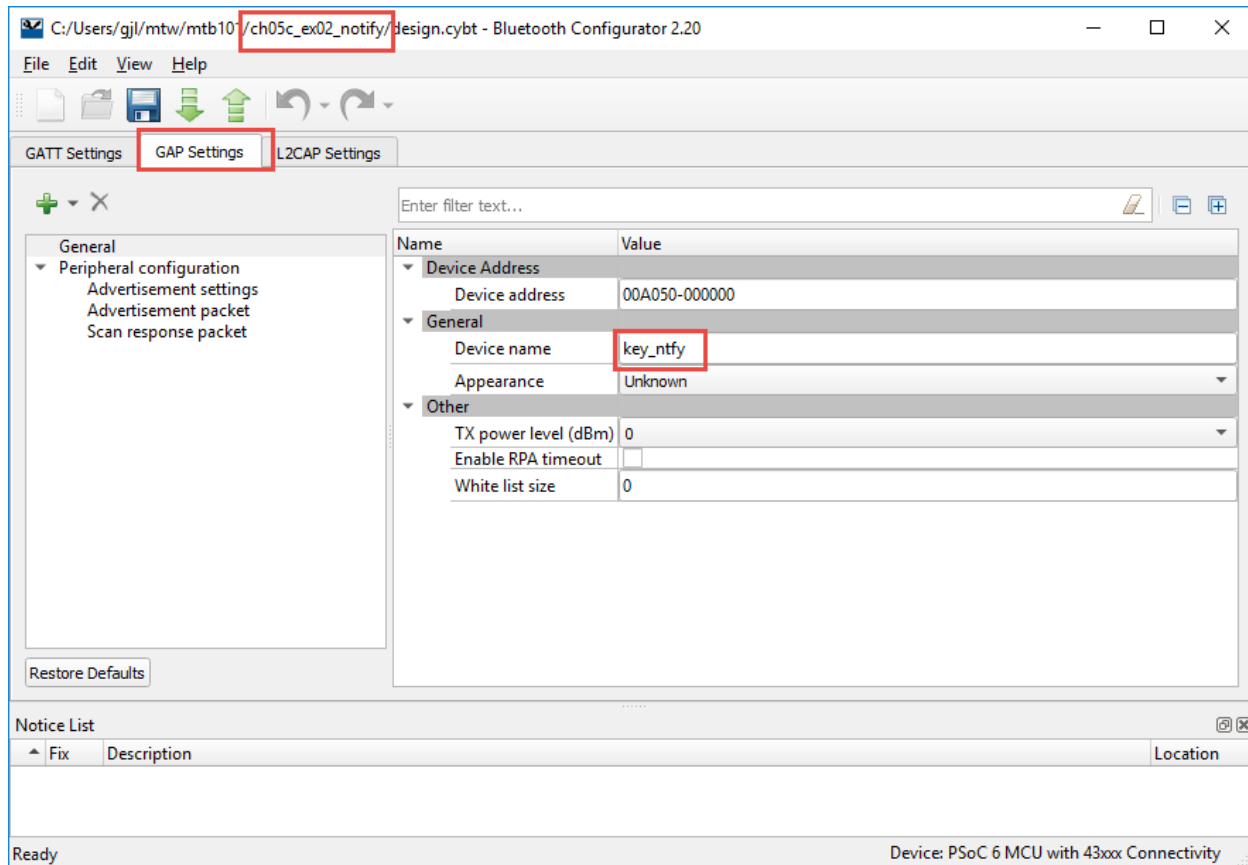 C:/Users/gjl/mtw/mtb101/ch05c_ex02_notify/design.cybt - Bluetooth Configurator 2.20
File Edit View Help
GATT Settings GAP Settings L2CAP Settings
Enter filter text...
General
Peripheral configuration
Advertisement settings
Advertisement packet
Scan response packet
Name Value
Device Address
Device address 00A050-000000
General
Device name key_ntfy
Appearance Unknown
Other
TX power level (dBm) 0
Enable RPA timeout
White list size 0
Restore Defaults
Notice List
Fix Description Location
Ready Device: PSoC 6 MCU with 43xxx Connectivity